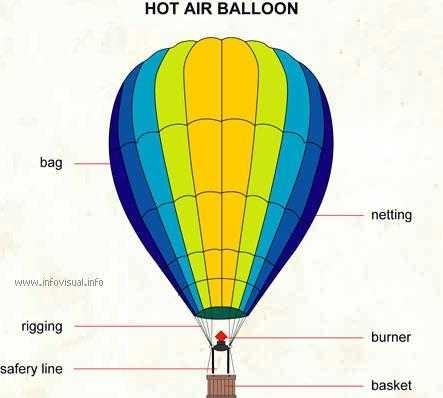 HOT AIR BALLOON
bag
netting
www.infovisual.info
rigging
burner
safery line
basket